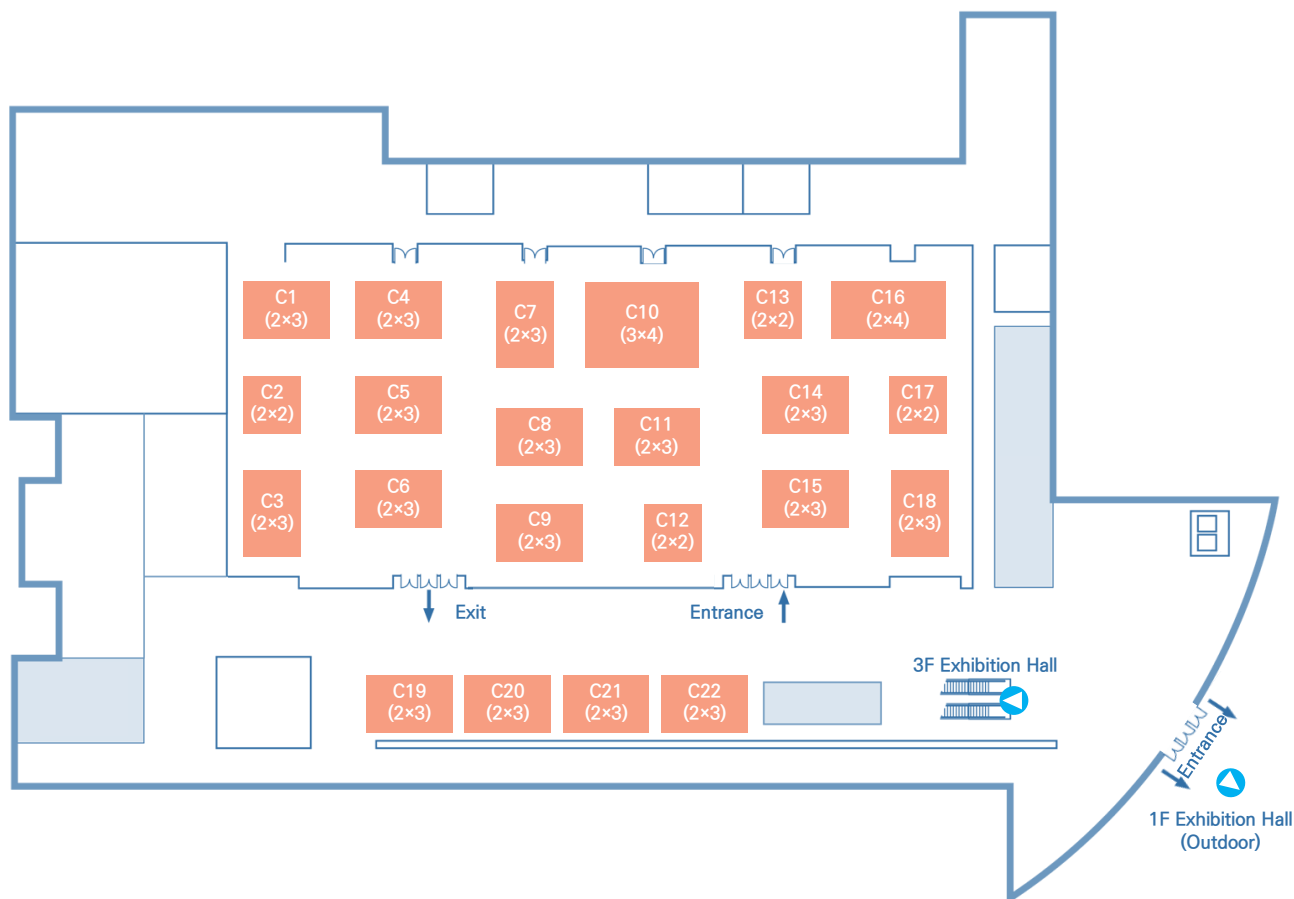 C1
(2×3)
C4
(2×3)
C7
(2×3)
C10
(3×4)
C13
(2×2)
C16
(2×4)
C2
(2×2)
C5
(2×3)
C8
(2×3)
C11
(2×3)
C14
(2×3)
C17
(2×2)
C3
(2×3)
C6
(2×3)
C9
(2×3)
C12
(2×2)
C15
(2×3)
C18
(2×3)
Exit
Entrance
C19
(2×3)
C20
(2×3)
C21
(2×3)
C22
(2×3)
3F Exhibition Hall
Entrance
1F Exhibition Hall
(Outdoor)